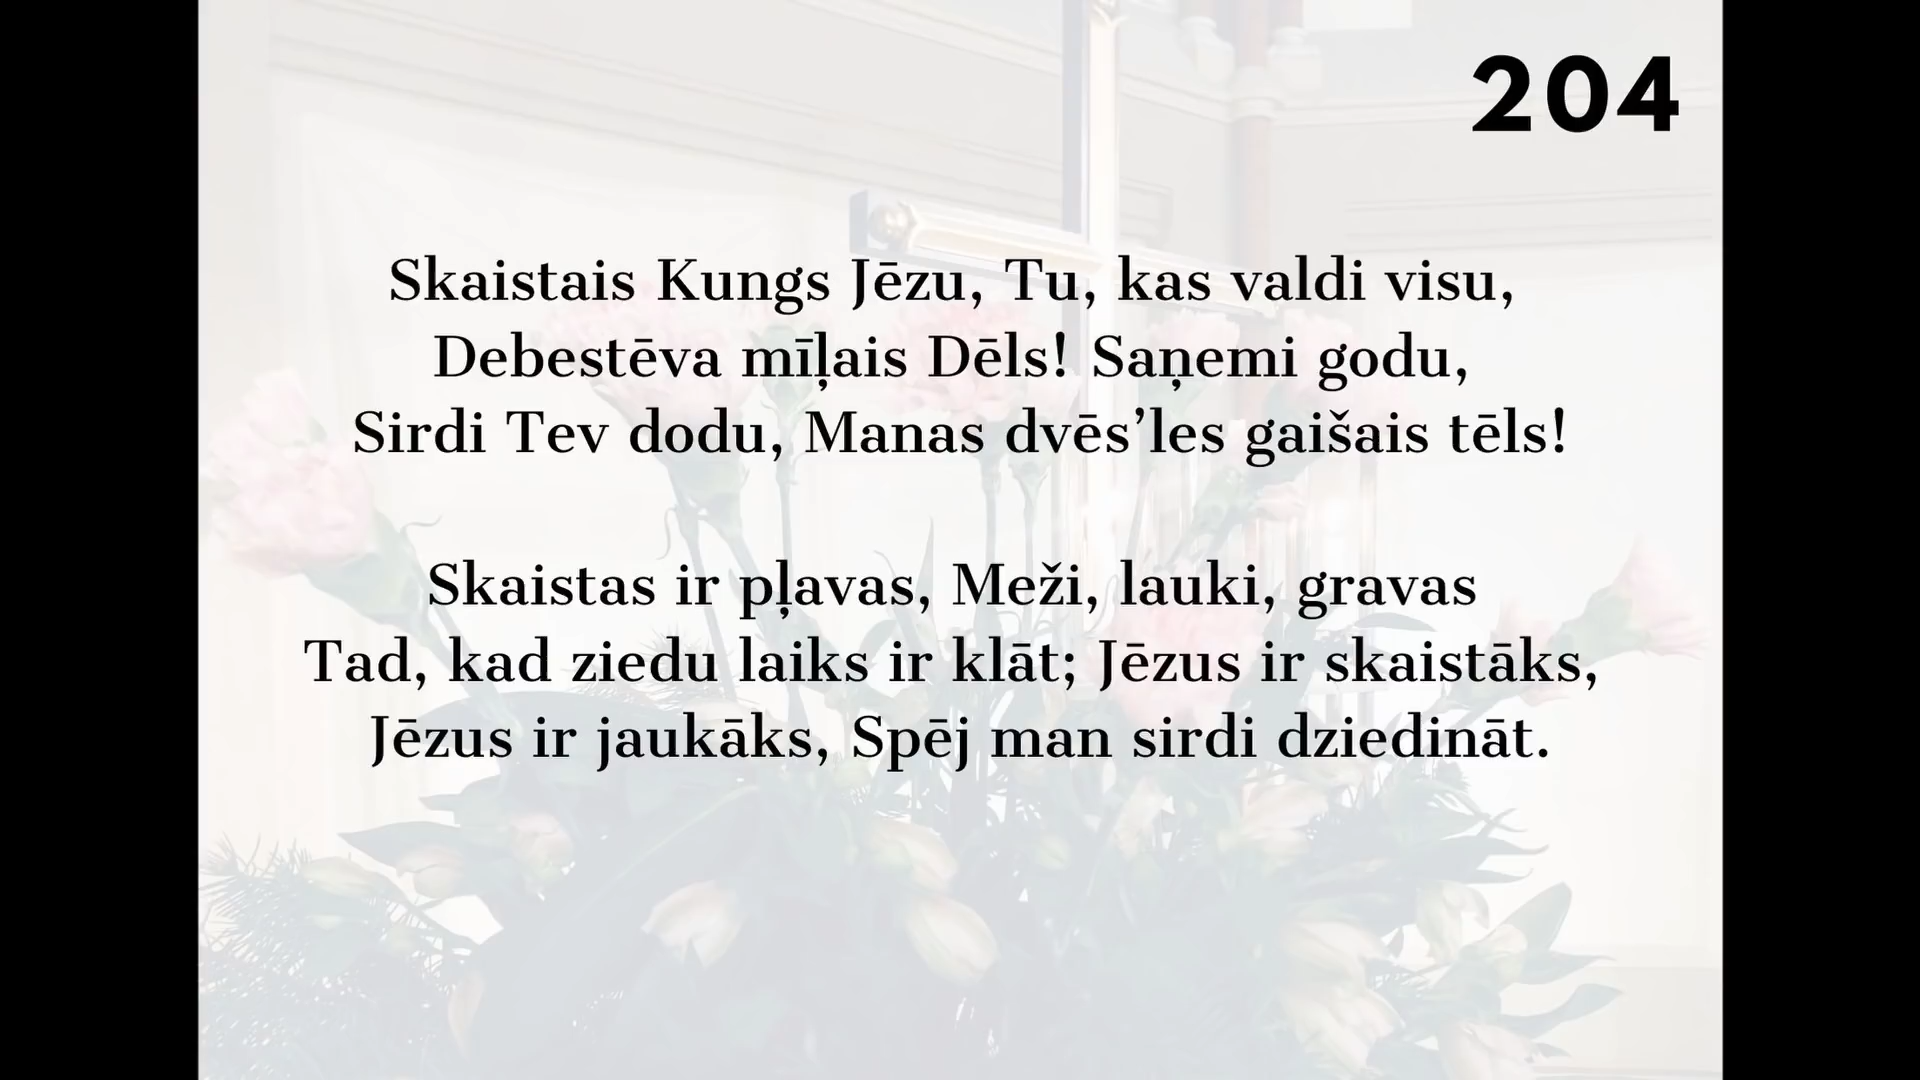 204
Skaistais Kungs Jēzu, Tu, kas valdi visu,
Debestēva mīļais Dēls! Saņemi godu,
Sirdi Tev dodu, Manas dvēs’les gaišais tēls!
Skaistas ir pļavas, Meži, lauki, gravas
Tad, kad ziedu laiks ir klāt; Jēzus ir skaistāks,
Jēzus ir jaukāks, Spēj man sirdi dziedināt.